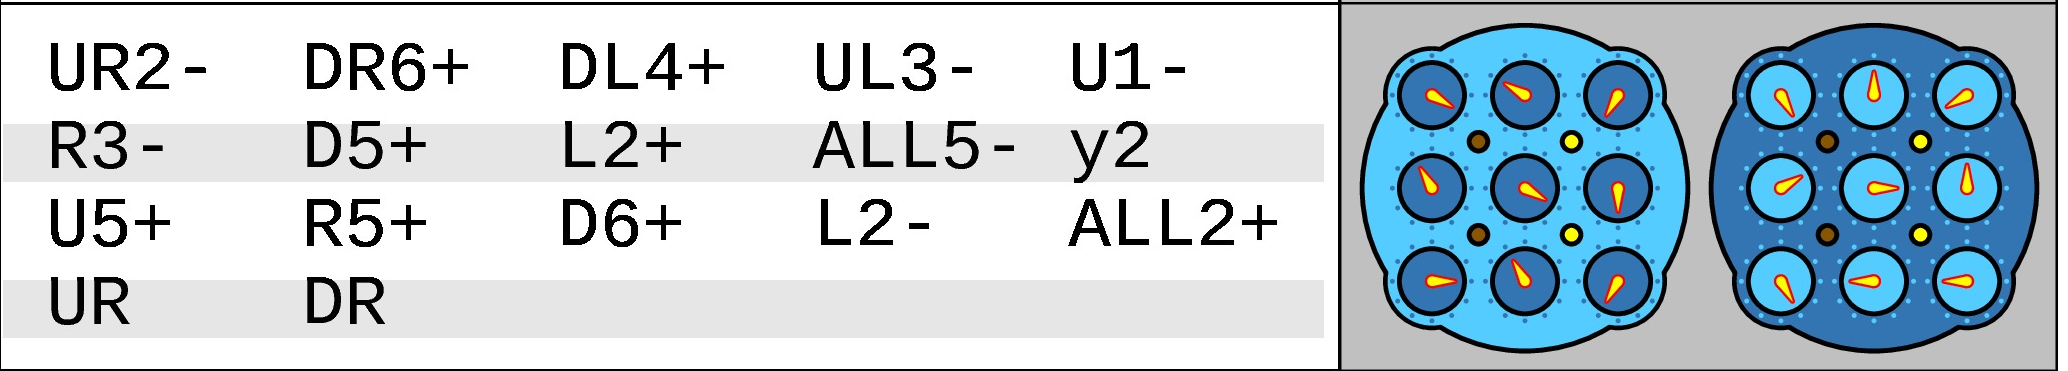 UR2- DR6+ DL4+ UL3- U1-
R3- D5+ L2+ ALL5- y2
U5+ R5+ D6+ L2- ALL2+
UR DR